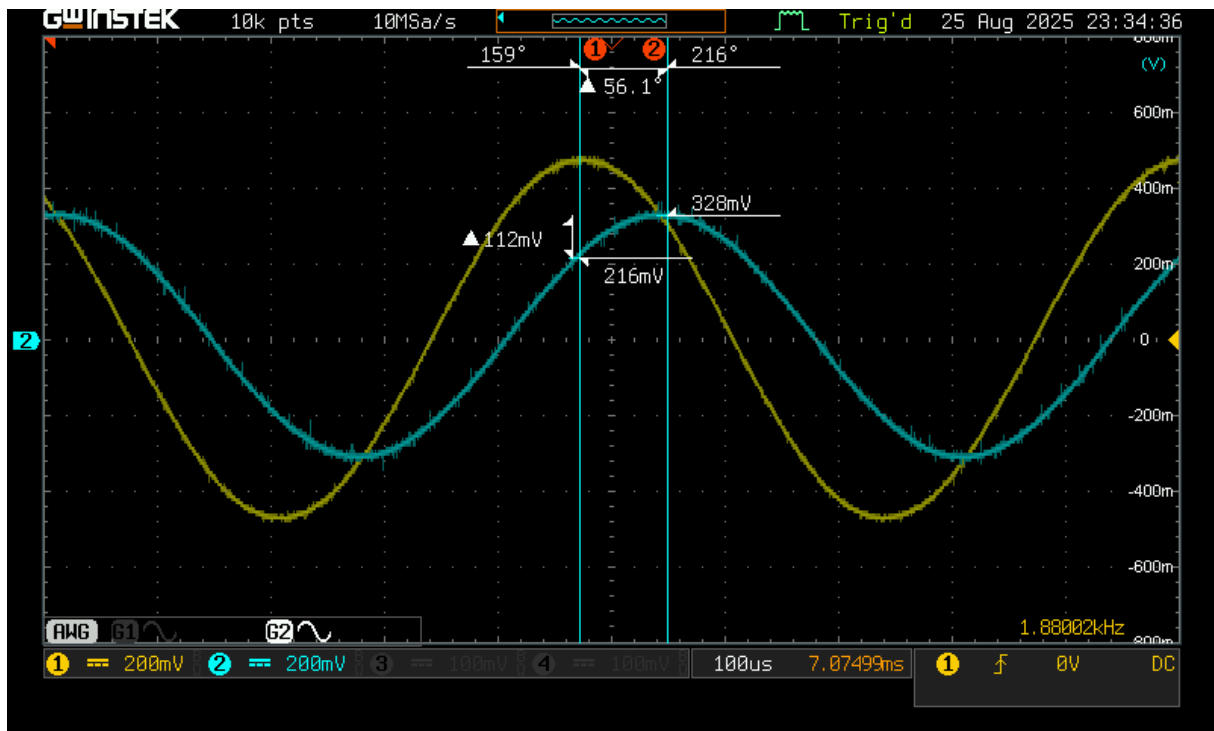 GWINSTEK 10k pts 10MSa/s Trig'd 25 Aug 2025 23:34:36
800m
159° 1 2 216° (V)
▲ 56.1°
600m
400m
328mV
▲112mV
200m
216mV
2 0
-200m
-400m
-600m
AWG G1 G2 1.88002kHz
-800m
1 200mV 2 200mV 3 100mV 4 100mV 100us 7.07499ms 1 0V DC